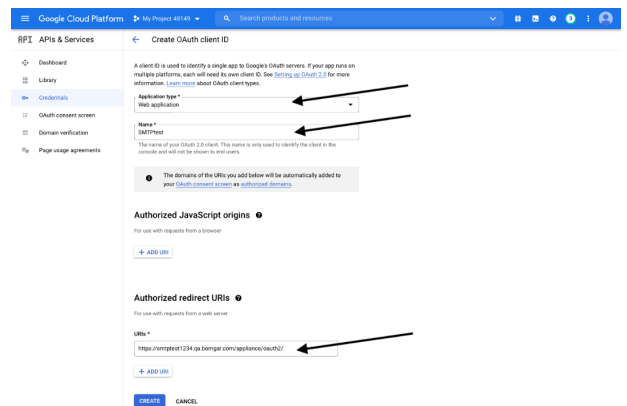 Google Cloud Platform
My Project 48149
Search products and resources
API APIs & Services
Create OAuth client ID
Dashboard
Library
Credentials
OAuth consent screen
Domain verification
Page usage agreements
A client ID is used to identify a single app to Google's OAuth servers. If your app runs on
multiple platforms, each will need its own client ID. See Setting up OAuth 2.0 for more
information. Learn more about OAuth client types.
Application type *
Web application
Name *
SMTPtest
The name of your OAuth 2.0 client. This name is only used to identify the client in the
console and will not be shown to end users.
The domains of the URIs you add below will be automatically added to
your OAuth consent screen as authorized domains.
Authorized JavaScript origins
For use with requests from a browser
+ ADD URI
Authorized redirect URIs
For use with requests from a web server
URIs *
https://smtptest1234.qa.bomgar.com/appliance/oauth2/
+ ADD URI
CREATE
CANCEL